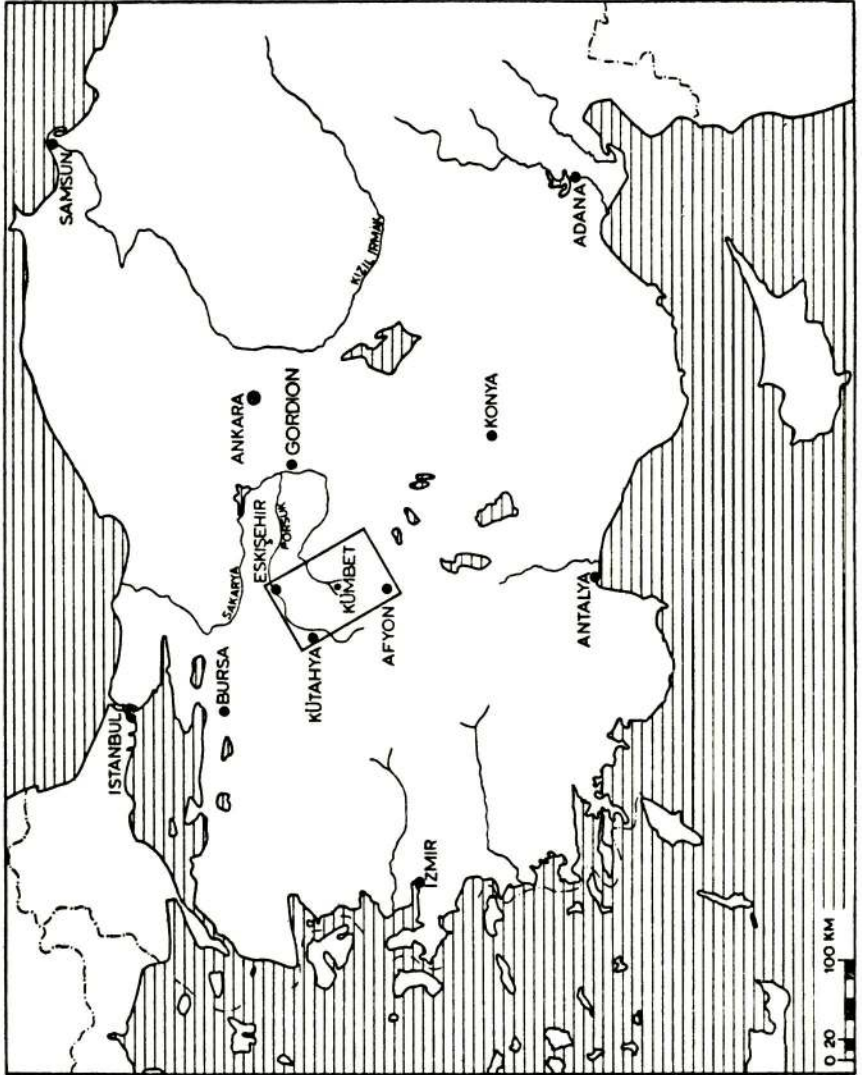 SAMSUN
ISTANBUL
BURSA
SAKARYA
ESKIŞEHIR
PORSUK
ANKARA
GORDION
KIZIL IRMAK
KÜTAHYA
KÜMBET
AFYON
IZMIR
KONYA
ADANA
ANTALYA
0 20 100 KM